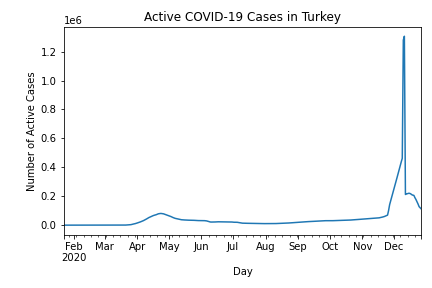 Active COVID-19 Cases in Turkey
1e6
Number of Active Cases
1.2
1.0
0.8
0.6
0.4
0.2
0.0
Feb Mar Apr May Jun Jul Aug Sep Oct Nov Dec
2020
Day